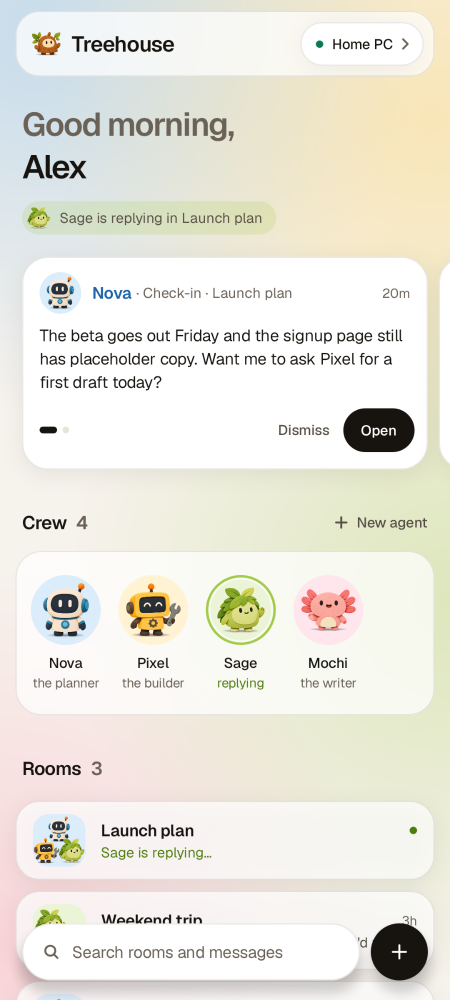 Treehouse
Home PC
Good morning,
Alex
Sage is replying in Launch plan
Nova · Check-in · Launch plan
20m
The beta goes out Friday and the signup page still
has placeholder copy. Want me to ask Pixel for a
first draft today?
Dismiss
Open
Crew 4
New agent
Nova
the planner
Pixel
the builder
Sage
replying
Mochi
the writer
Rooms 3
Launch plan
Sage is replying…
Weekend trip
3h
Search rooms and messages